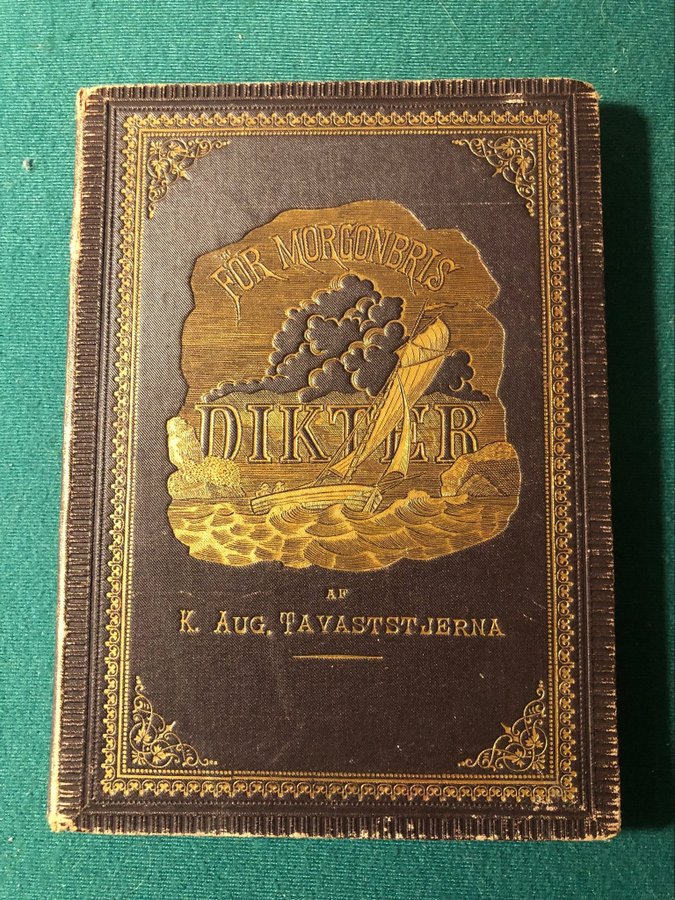 FÖR MORGONBRIS
DIKTER
AF
K. AUG. TAVASTSTJERNA